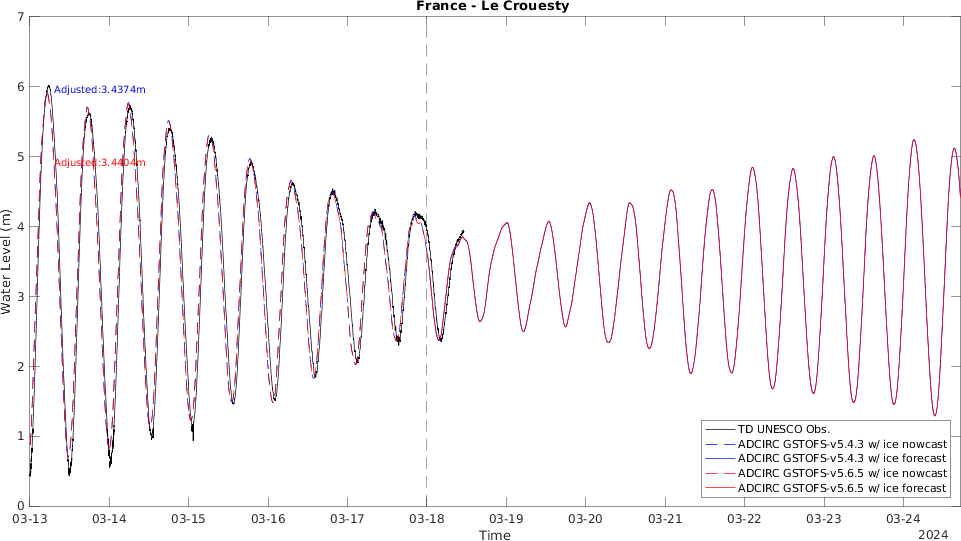 France - Le Crouesty
7
6
5
4
3
2
1
0
Water Level (m)
Adjusted:3.4374m
Adjusted:3.4404m
TD UNESCO Obs.
ADCIRC GSTOFS-v5.4.3 w/ ice nowcast
ADCIRC GSTOFS-v5.4.3 w/ ice forecast
ADCIRC GSTOFS-v5.6.5 w/ ice nowcast
ADCIRC GSTOFS-v5.6.5 w/ ice forecast
03-13 03-14 03-15 03-16 03-17 03-18 03-19 03-20 03-21 03-22 03-23 03-24
Time
2024